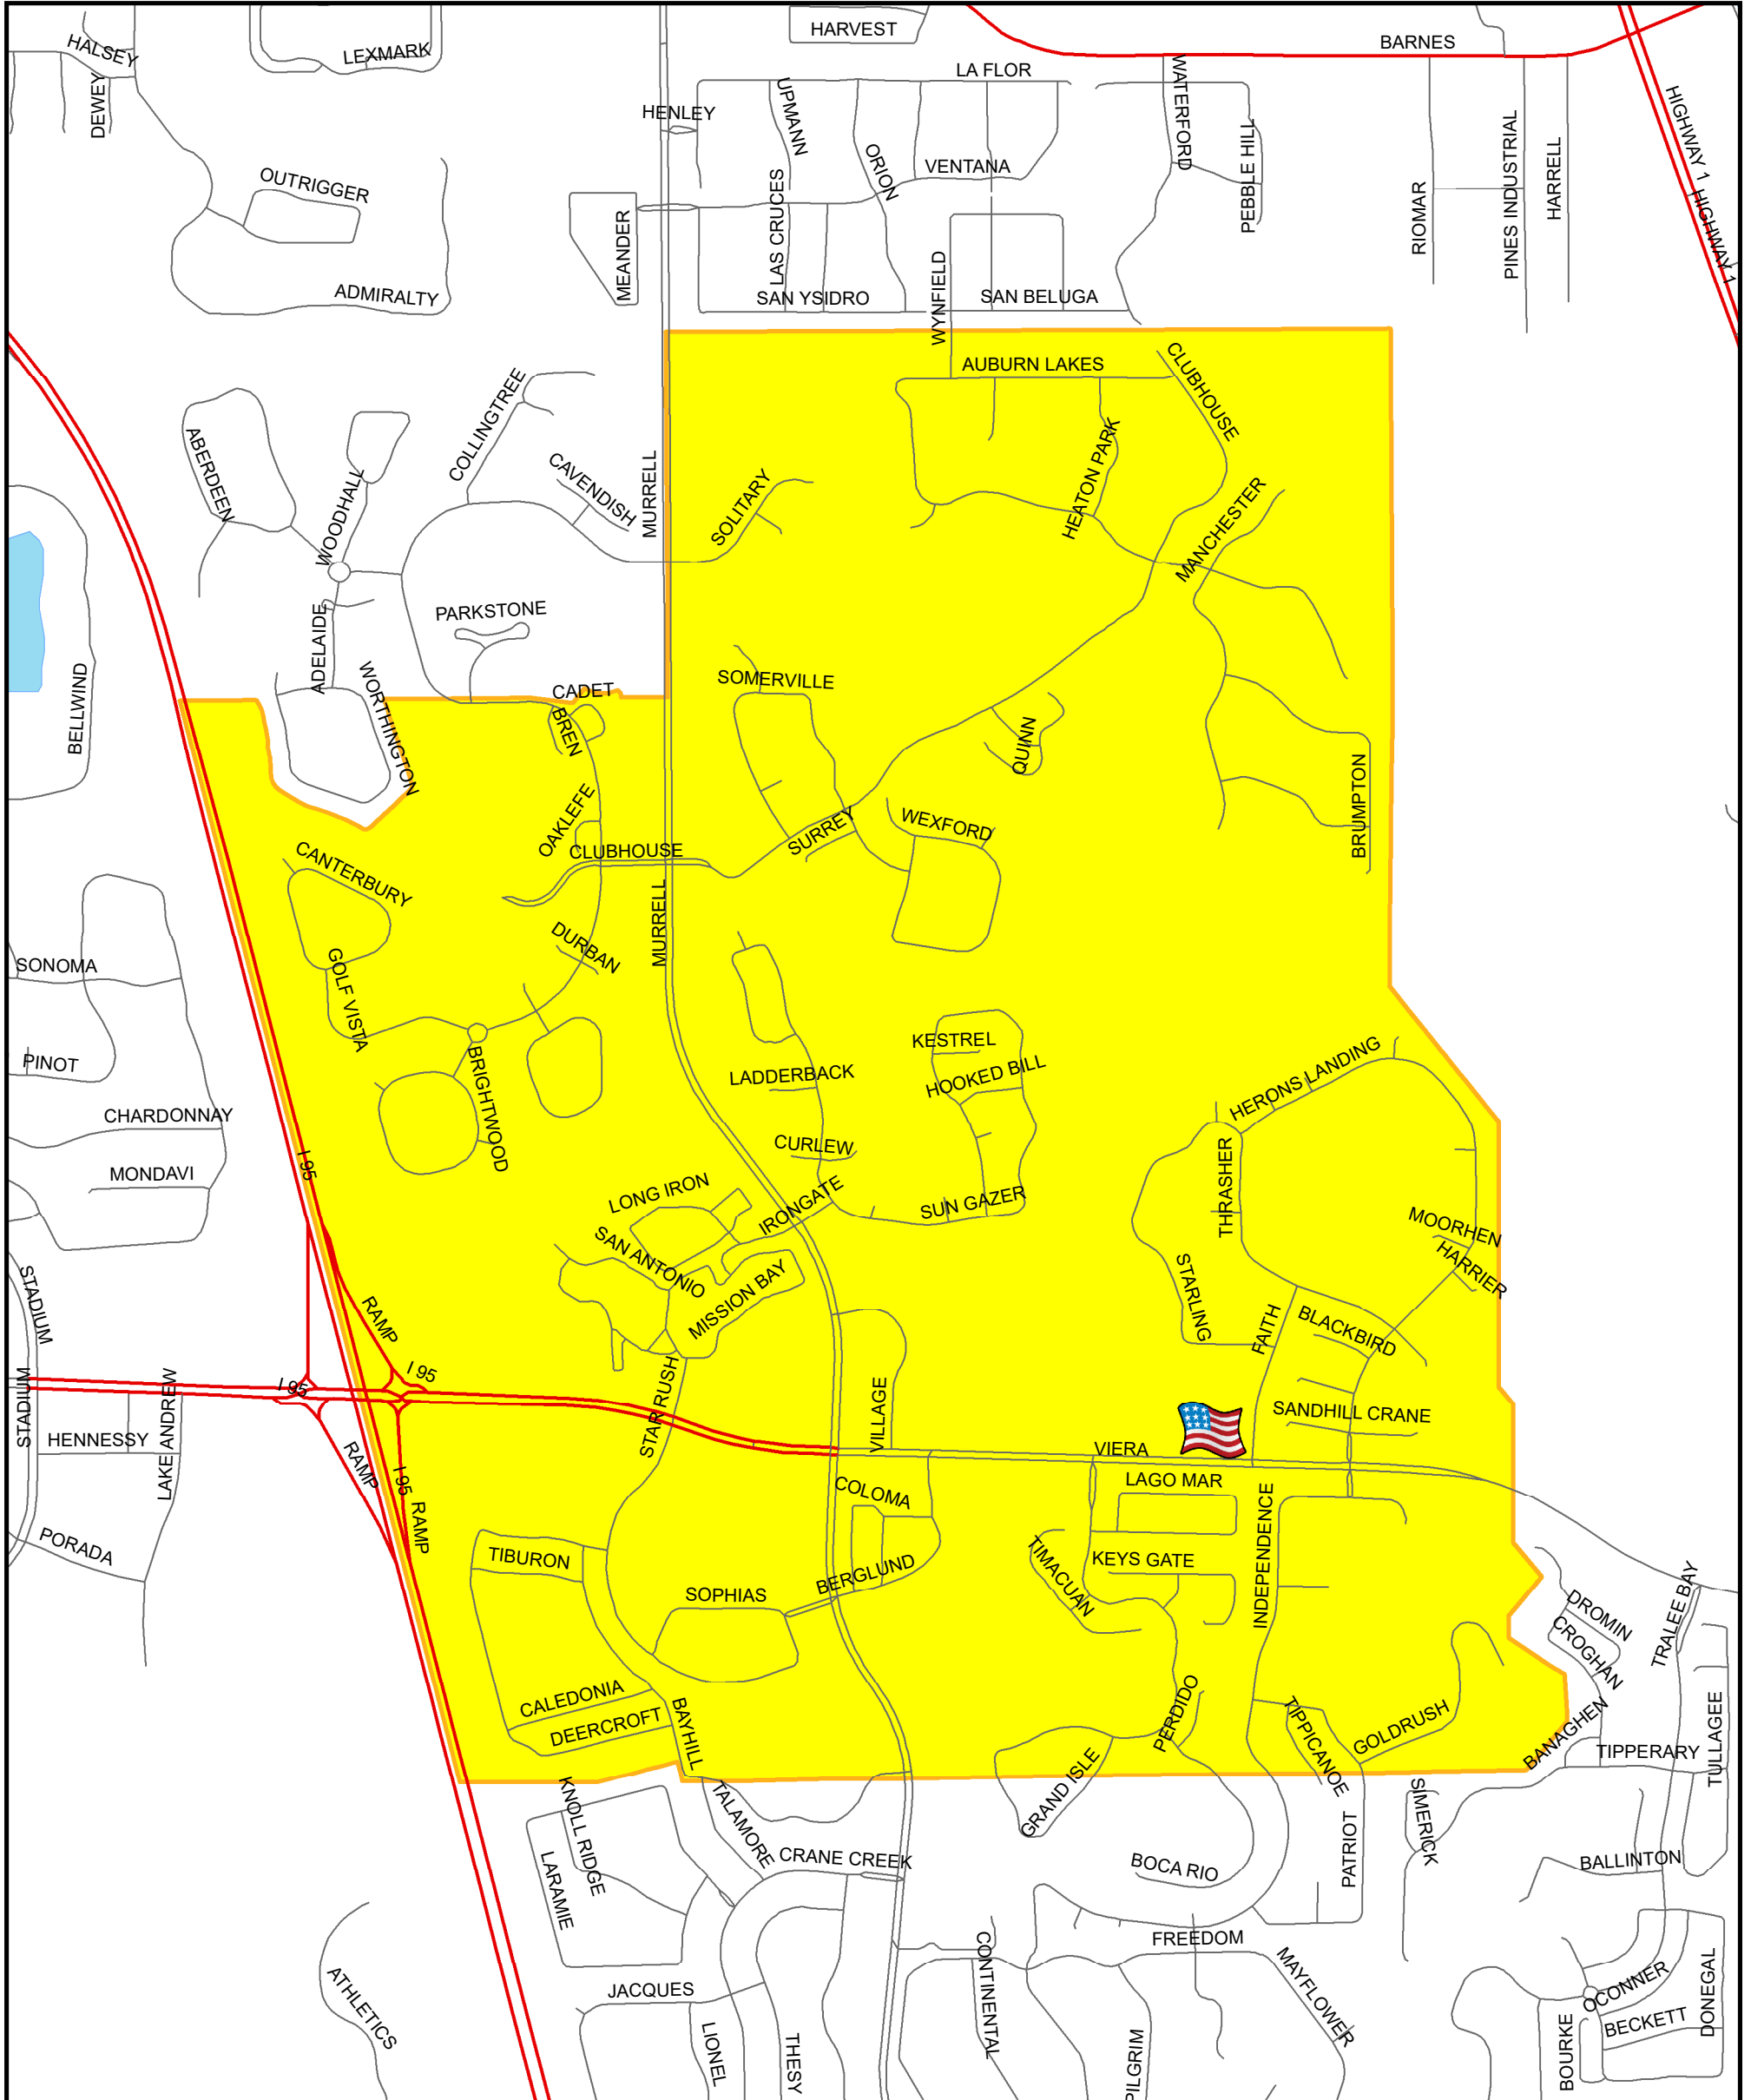 HARVEST
BARNES
HALSEY
LEXMARK
LA FLOR
DEWEY
HENLEY
UPMANN
WATERFORD
HIGHWAY 1
HIGHWAY 1
ORION
VENTANA
PEBBLE HILL
PINES INDUSTRIAL
HARRELL
OUTRIGGER
MEANDER
LAS CRUCES
RIOMAR
ADMIRALTY
SAN YSIDRO
WYNFIELD
SAN BELUGA
AUBURN LAKES
CLUBHOUSE
COLLINGTREE
ABERDEEN
WOODHALL
CAVENDISH
MURRELL
SOLITARY
HEATON PARK
MANCHESTER
PARKSTONE
ADELAIDE
BELLWIND
WORTHINGTON
CADET
BREN
SOMERVILLE
QUINN
BRUMPTON
OAKLEFE
CLUBHOUSE
SURREY
WEXFORD
CANTERBURY
MURRELL
DURBAN
SONOMA
GOLF VISTA
PINOT
BRIGHTWOOD
KESTREL
LADDERBACK
HOOKED BILL
HERONS LANDING
CHARDONNAY
CURLEW
MONDAVI
I 95
LONG IRON
IRONGATE
SUN GAZER
THRASHER
MOORHEN
HARRIER
SAN ANTONIO
MISSION BAY
STARLING
STADIUM
RAMP
FAITH
BLACKBIRD
I 95
I 95
STAR RUSH
VILLAGE
SANDHILL CRANE
STADIUM
HENNESSY
LAKE ANDREW
VIERA
RAMP
I 95
RAMP
COLOMA
LAGO MAR
INDEPENDENCE
PORADA
TIBURON
BERGLUND
TIMACUAN
KEYS GATE
SOPHIAS
DROMIN
CROGHAN
TRALEE BAY
CALEDONIA
DEERCROFT
BAYHILL
PERDIDO
TIPPICANOE
GOLDRUSH
BANAGHEN
TIPPERARY
TULLAGEE
KNOLL RIDGE
TALAMORE
GRAND ISLE
SIMERICK
PATRIOT
LARAMIE
CRANE CREEK
BOCA RIO
BALLINTON
FREEDOM
CONTINENTAL
MAYFLOWER
ATHLETICS
JACQUES
OCONNER
BECKETT
DONEGAL
LIONEL
THESY
PILGRIM
BOURKE